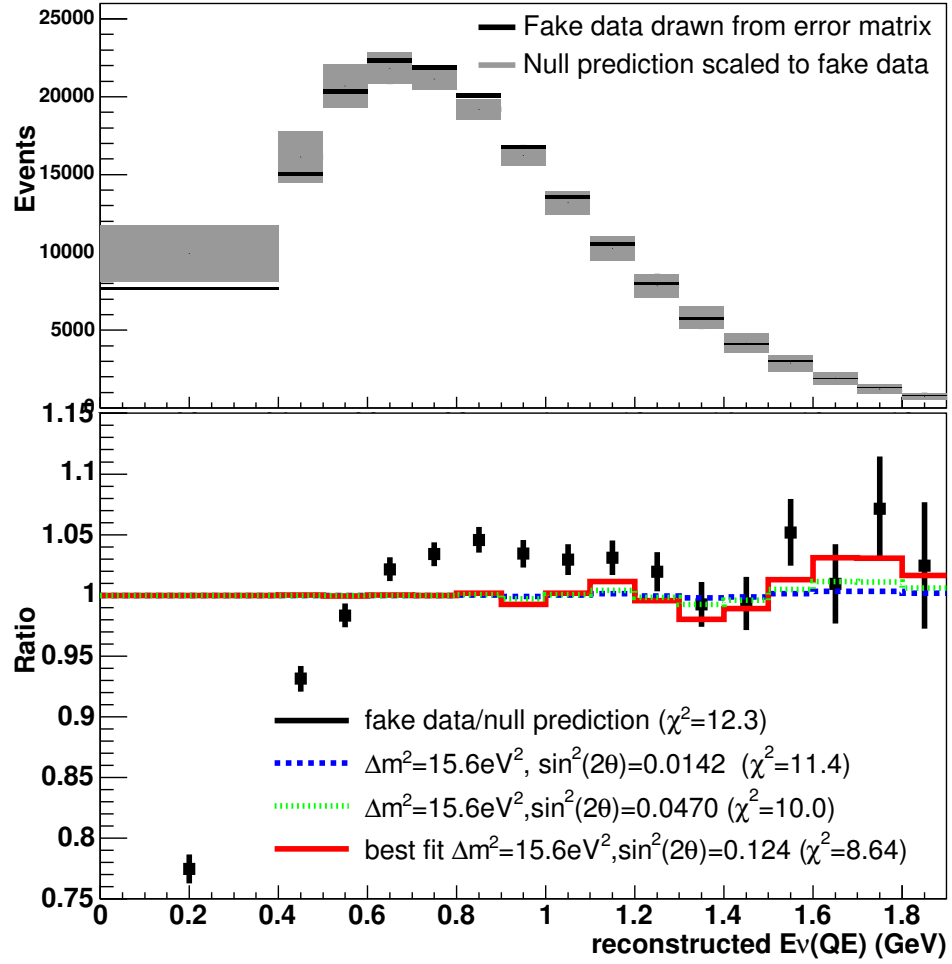 25000
20000
15000
10000
5000
0
Events
Fake data drawn from error matrix
Null prediction scaled to fake data
1.15
1.1
1.05
1
0.95
0.9
0.85
0.8
0.75
Ratio
fake data/null prediction (χ²=12.3)
Δm²=15.6eV², sin²(2θ)=0.0142 (χ²=11.4)
Δm²=15.6eV²,sin²(2θ)=0.0470 (χ²=10.0)
best fit Δm²=15.6eV²,sin²(2θ)=0.124 (χ²=8.64)
0 0.2 0.4 0.6 0.8 1 1.2 1.4 1.6 1.8
reconstructed Eν(QE) (GeV)